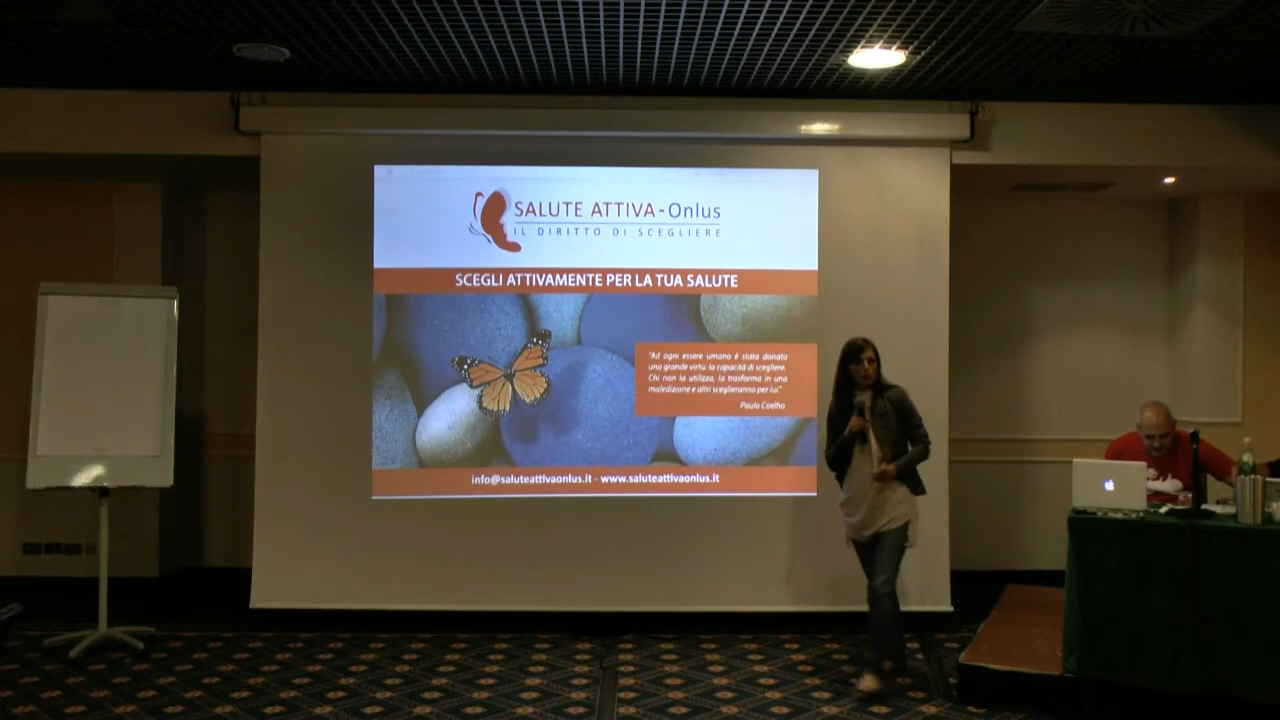 SALUTE ATTIVA-Onlus
IL DIRITTO DI SCEGLIERE
SCEGLI ATTIVAMENTE PER LA TUA SALUTE
"Ad ogni essere umano è stata donata
una grande virtù: la capacità di scegliere.
Chi non la utilizza, la trasforma in una
maledizione e altri sceglieranno per lui."
Paulo Coelho
info@saluteattivaonlus.it - www.saluteattivaonlus.it